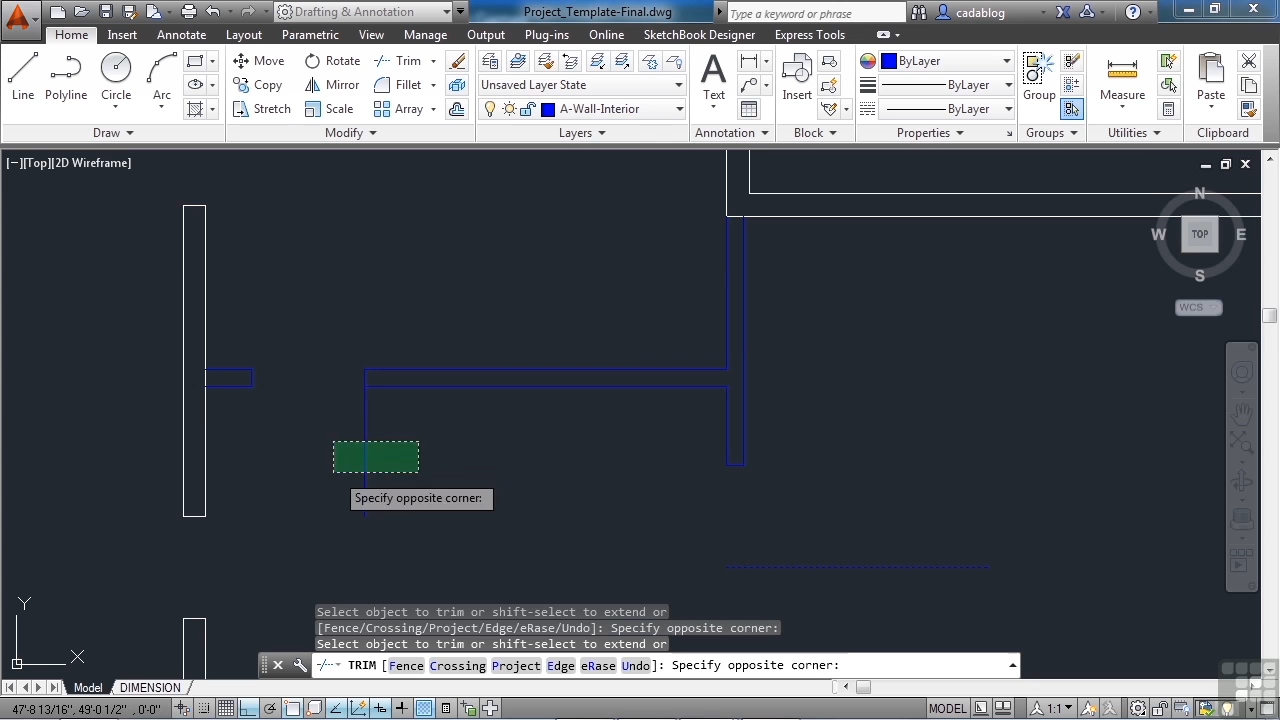 Drafting & Annotation
Project_Template-Final.dwg
Type a keyword or phrase
cadablog
Home Insert Annotate Layout Parametric View Manage Output Plug-ins Online SketchBook Designer Express Tools
Line Polyline Circle Arc
Move Rotate Trim
Copy Mirror Fillet
Stretch Scale Array
Unsaved Layer State
A-Wall-Interior
Text
Insert
ByLayer
ByLayer
ByLayer
Group
Measure
Paste
Draw Modify Layers Annotation Block Properties Groups Utilities Clipboard
[−][Top][2D Wireframe]
N
W TOP E
S
WCS
Specify opposite corner:
Select object to trim or shift-select to extend or
[Fence/Crossing/Project/Edge/eRase/Undo]: Specify opposite corner:
Select object to trim or shift-select to extend or
TRIM [Fence Crossing Project Edge eRase Undo]: Specify opposite corner:
Y
X
Model DIMENSION
47'-8 13/16", 49'-0 1/2" , 0'-0"
MODEL
1:1